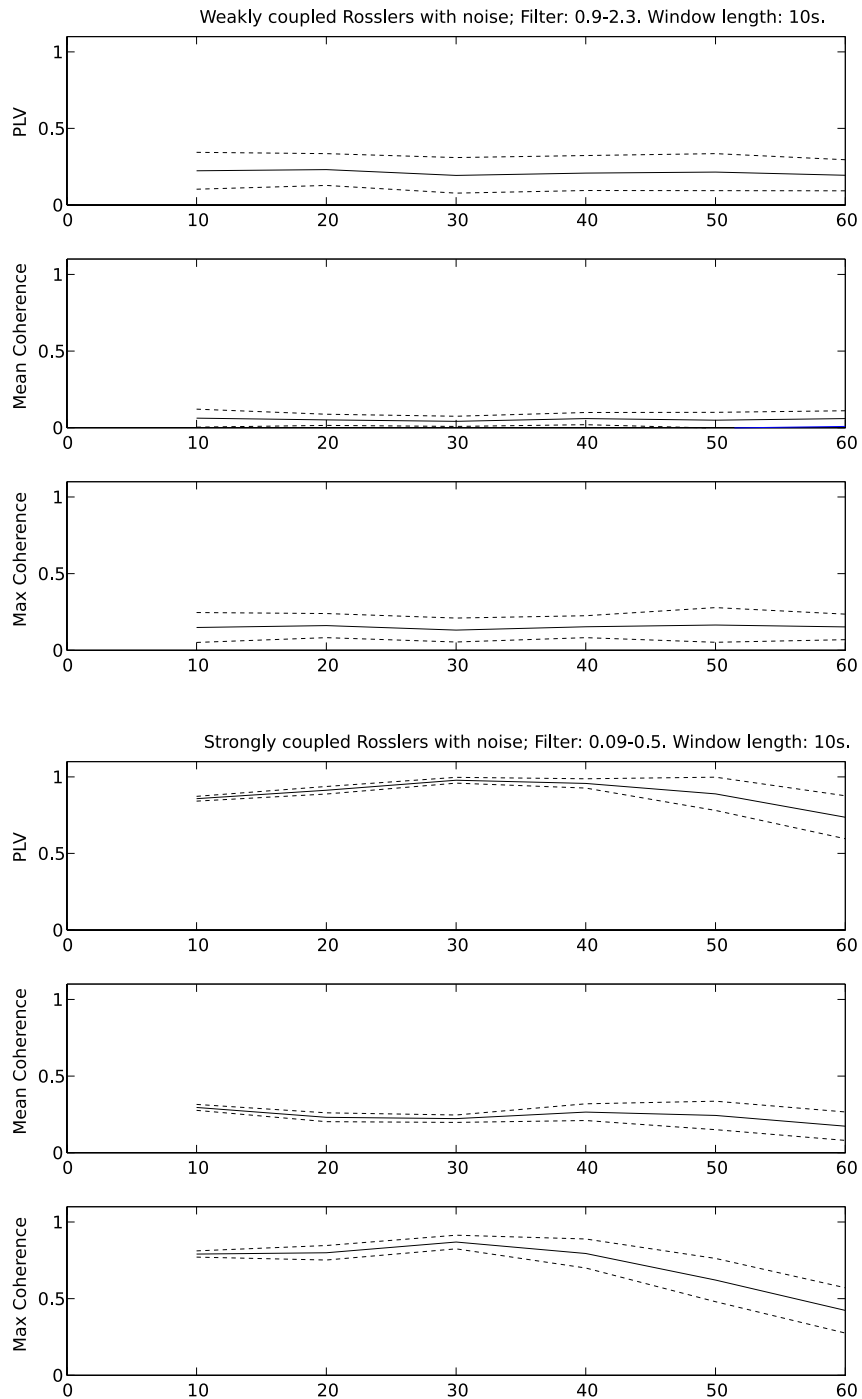 Weakly coupled Rosslers with noise; Filter: 0.9-2.3. Window length: 10s.
1
0.5
0
PLV
0 10 20 30 40 50 60
1
0.5
0
Mean Coherence
0 10 20 30 40 50 60
1
0.5
0
Max Coherence
0 10 20 30 40 50 60
Strongly coupled Rosslers with noise; Filter: 0.09-0.5. Window length: 10s.
1
0.5
0
PLV
0 10 20 30 40 50 60
1
0.5
0
Mean Coherence
0 10 20 30 40 50 60
1
0.5
0
Max Coherence
0 10 20 30 40 50 60